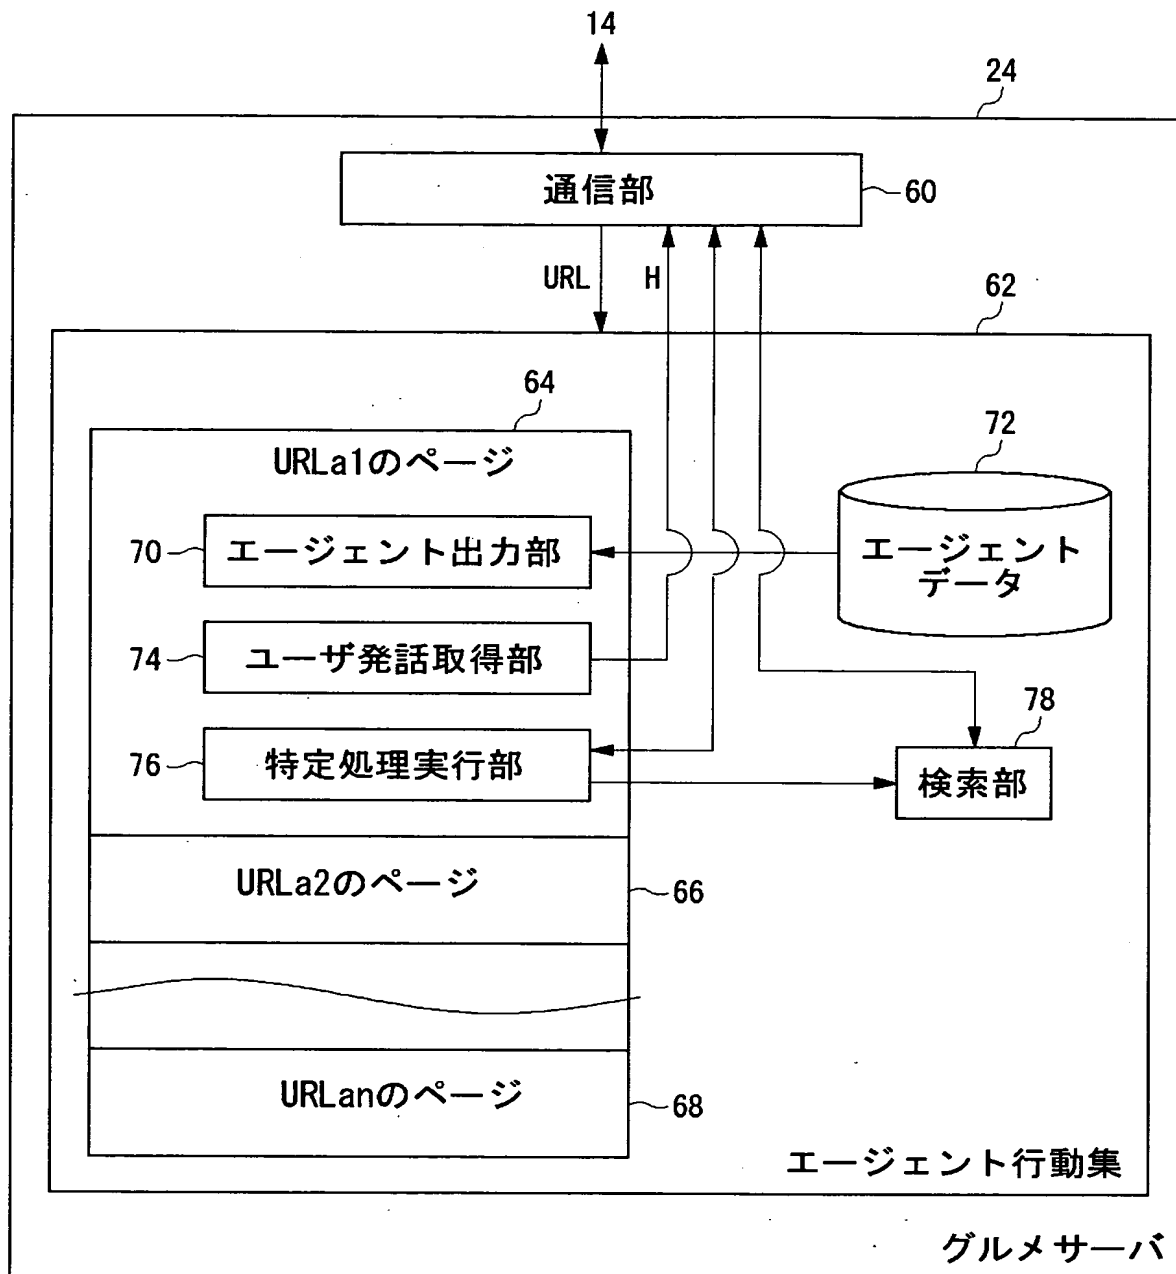 14
24
通信部
60
URL
H
62
64
URLa1のページ
72
70
エージェント出力部
エージェント
データ
74
ユーザ発話取得部
78
76
特定処理実行部
検索部
URLa2のページ
66
URLanのページ
68
エージェント行動集
グルメサーバ